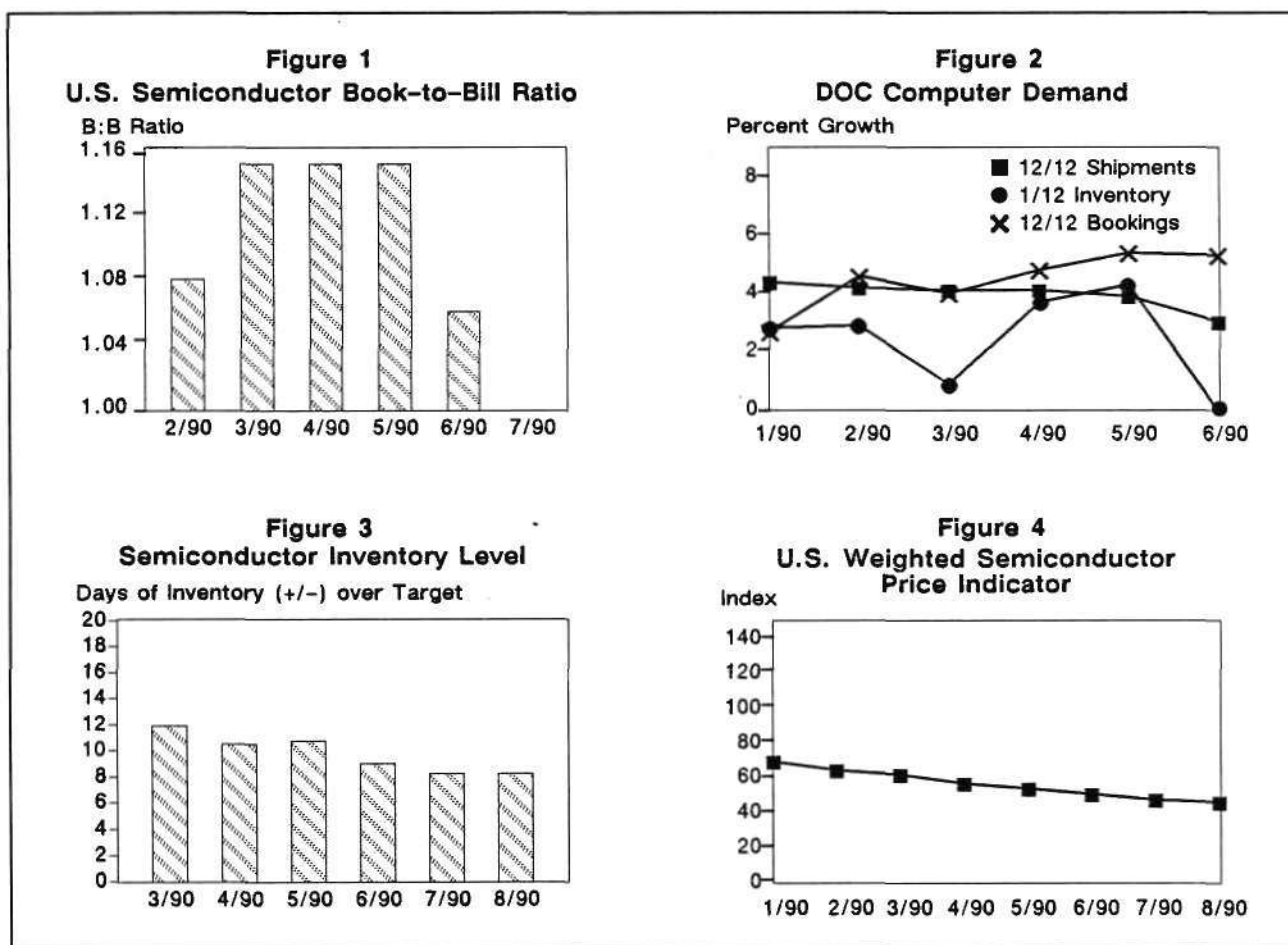 Figure 1
U.S. Semiconductor Book-to-Bill Ratio
B:B Ratio
1.16
1.12
1.08
1.04
1.00
2/90 3/90 4/90 5/90 6/90 7/90
Figure 2
DOC Computer Demand
Percent Growth
12/12 Shipments
1/12 Inventory
12/12 Bookings
8
6
4
2
0
1/90 2/90 3/90 4/90 5/90 6/90
Figure 3
Semiconductor Inventory Level
Days of Inventory (+/-) over Target
20
18
16
14
12
10
8
6
4
2
0
3/90 4/90 5/90 6/90 7/90 8/90
Figure 4
U.S. Weighted Semiconductor
Price Indicator
Index
140
120
100
80
60
40
20
0
1/90 2/90 3/90 4/90 5/90 6/90 7/90 8/90